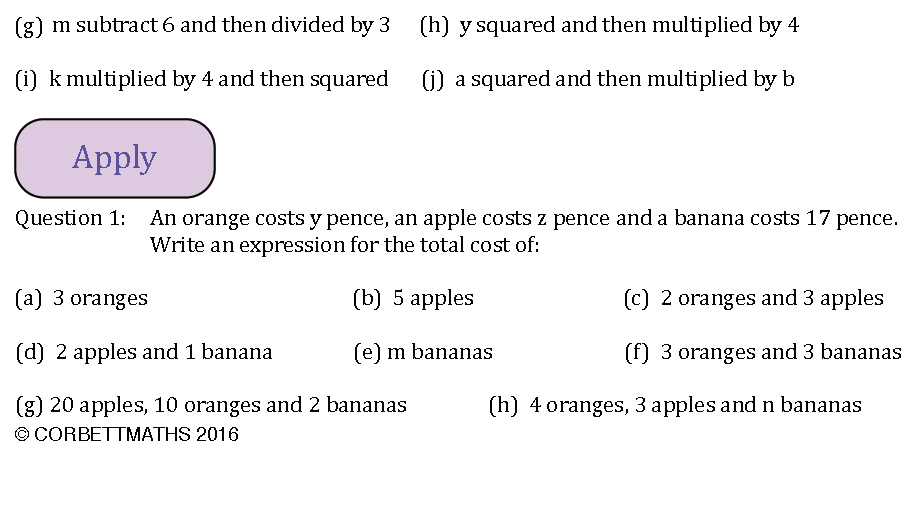 (g) m subtract 6 and then divided by 3 (h) y squared and then multiplied by 4
(i) k multiplied by 4 and then squared (j) a squared and then multiplied by b
Apply
Question 1: An orange costs y pence, an apple costs z pence and a banana costs 17 pence.
Write an expression for the total cost of:
(a) 3 oranges (b) 5 apples (c) 2 oranges and 3 apples
(d) 2 apples and 1 banana (e) m bananas (f) 3 oranges and 3 bananas
(g) 20 apples, 10 oranges and 2 bananas (h) 4 oranges, 3 apples and n bananas
© CORBETTMATHS 2016